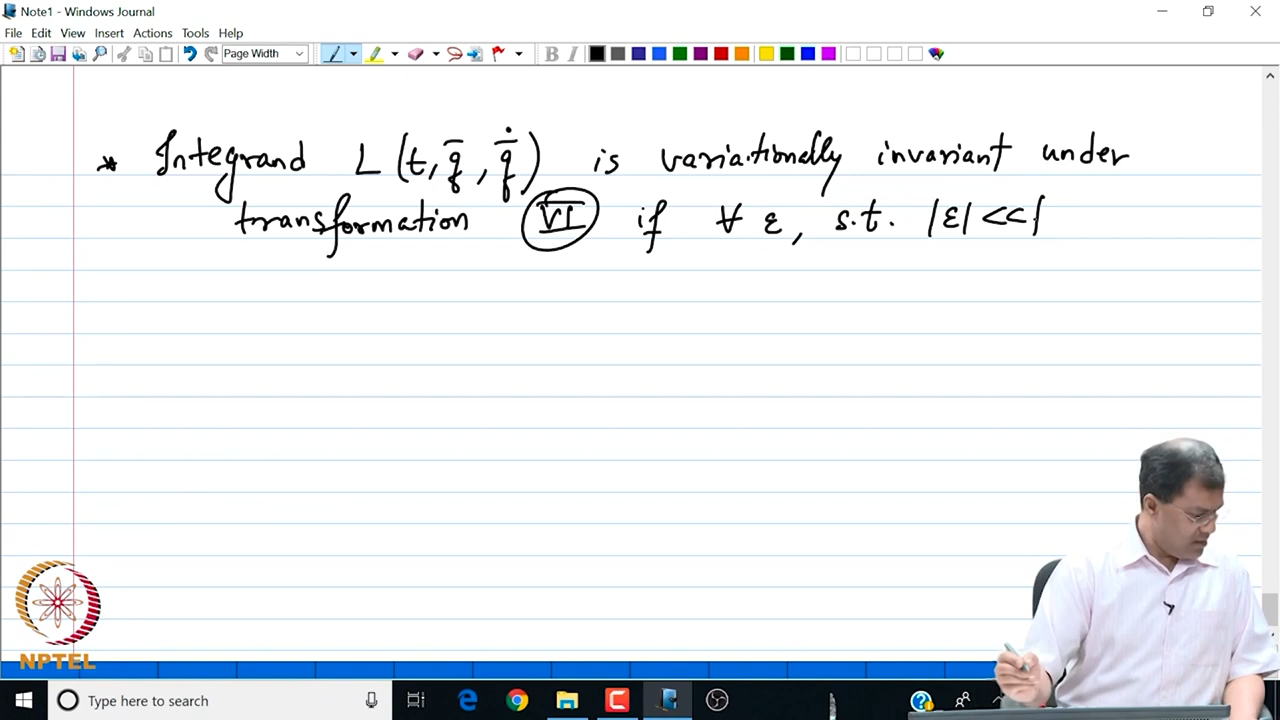 Note1 - Windows Journal
File Edit View Insert Actions Tools Help
Page Width B I
* Integrand L (t, q̄, q̄̇) is variationally invariant under
transformation VI if ∀ ε, s.t. |ε| << 1
NPTEL
Type here to search